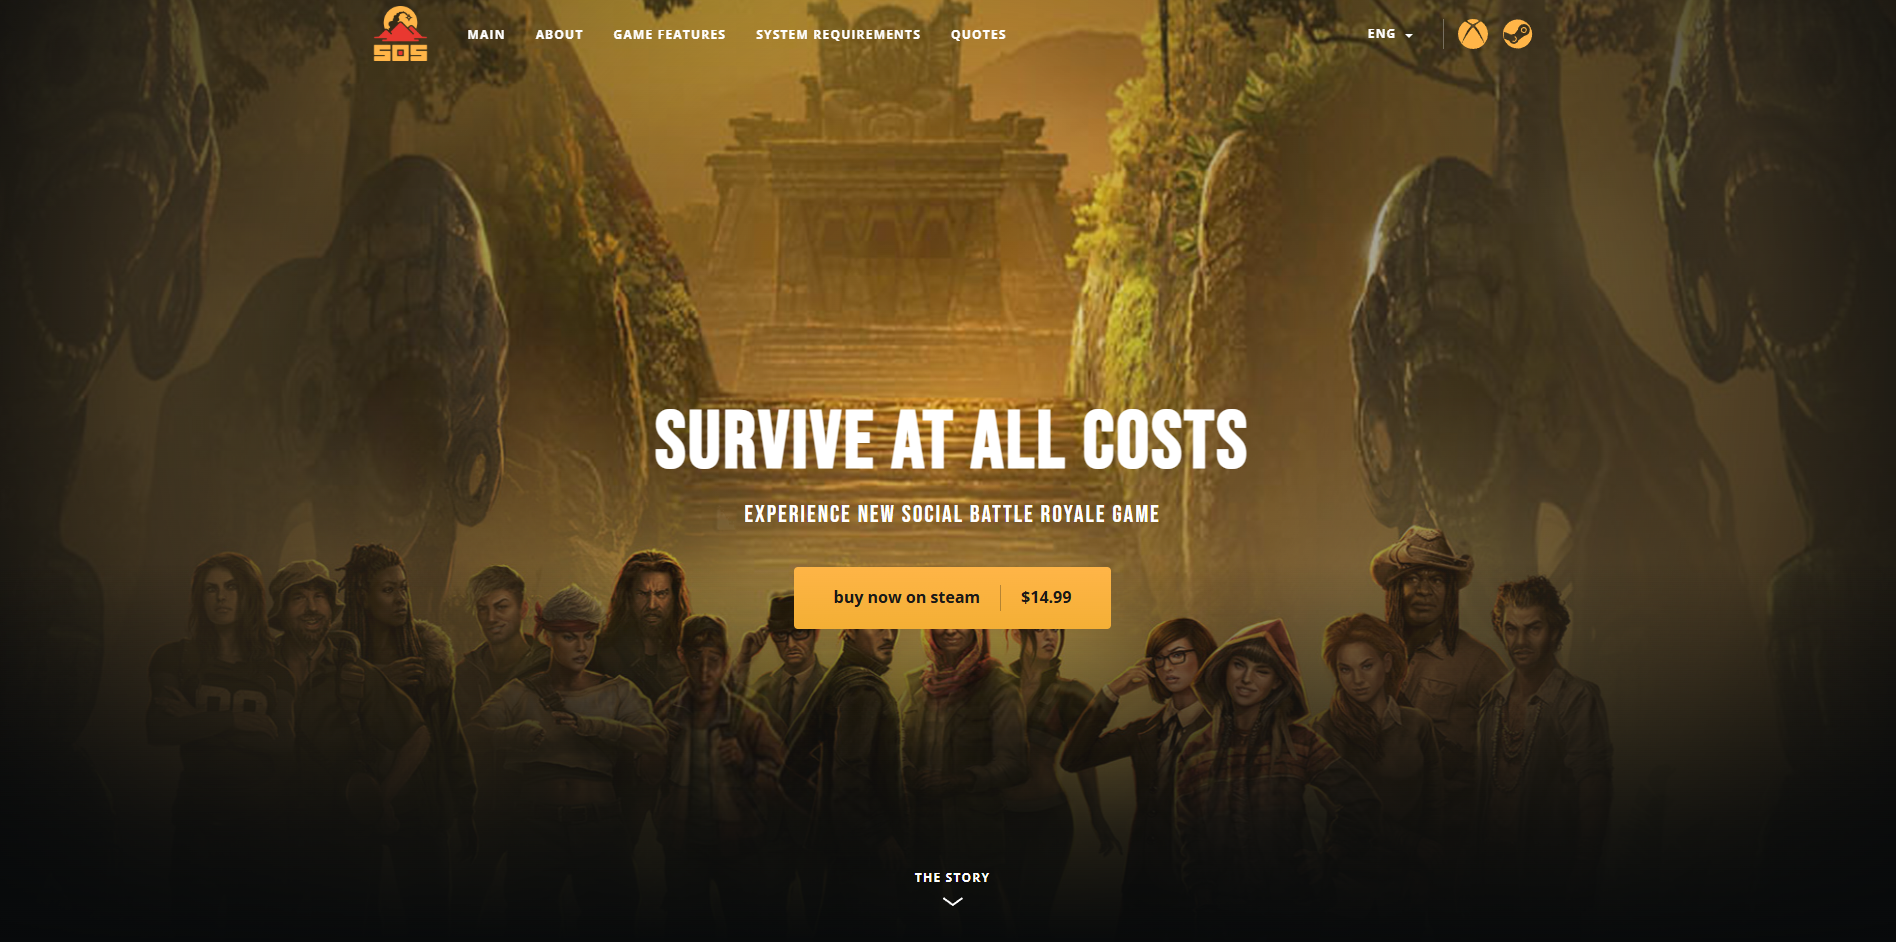 SOS
MAIN ABOUT GAME FEATURES SYSTEM REQUIREMENTS QUOTES ENG
SURVIVE AT ALL COSTS
EXPERIENCE NEW SOCIAL BATTLE ROYALE GAME
buy now on steam $14.99
THE STORY